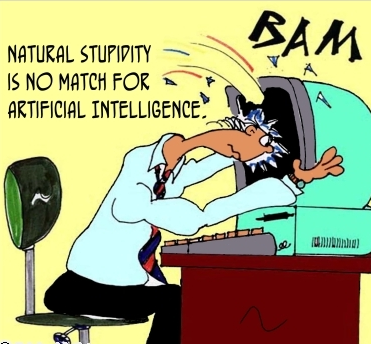 BAM
NATURAL STUPIDITY
IS NO MATCH FOR
ARTIFICIAL INTELLIGENCE.